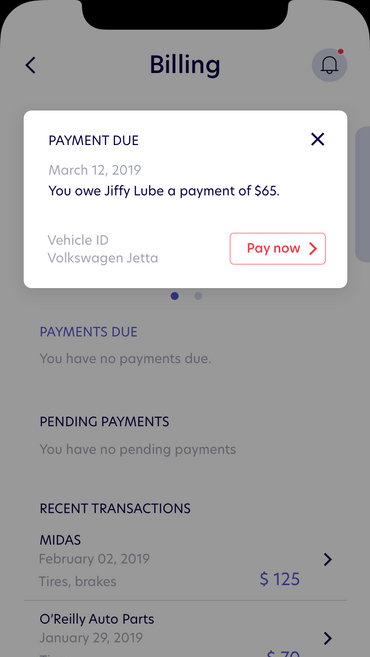 Billing
PAYMENT DUE
March 12, 2019
You owe Jiffy Lube a payment of $65.
Vehicle ID
Volkswagen Jetta
Pay now
PAYMENTS DUE
You have no payments due.
PENDING PAYMENTS
You have no pending payments
RECENT TRANSACTIONS
MIDAS
February 02, 2019
Tires, brakes
$ 125
O'Reilly Auto Parts
January 29, 2019